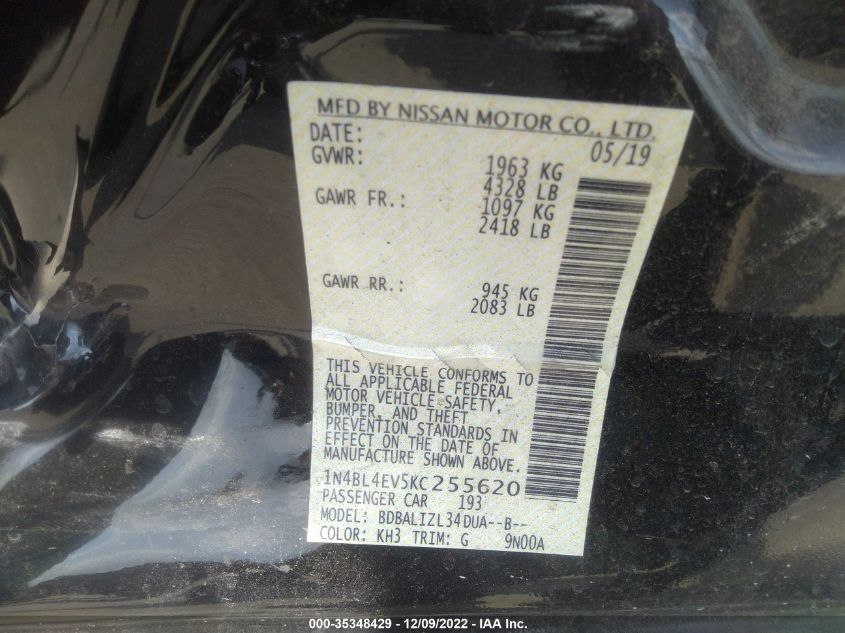 MFD BY NISSAN MOTOR CO., LTD.
DATE: 05/19
GVWR: 1963 KG
4328 LB
GAWR FR.: 1097 KG
2418 LB
GAWR RR.: 945 KG
2083 LB
THIS VEHICLE CONFORMS TO
ALL APPLICABLE FEDERAL
MOTOR VEHICLE SAFETY,
BUMPER, AND THEFT
PREVENTION STANDARDS IN
EFFECT ON THE DATE OF
MANUFACTURE SHOWN ABOVE.
1N4BL4EV5KC255620
PASSENGER CAR 193
MODEL: BDBALIZL34DUA--B--
COLOR: KH3 TRIM: G 9N00A
000-35348429 - 12/09/2022 - IAA Inc.